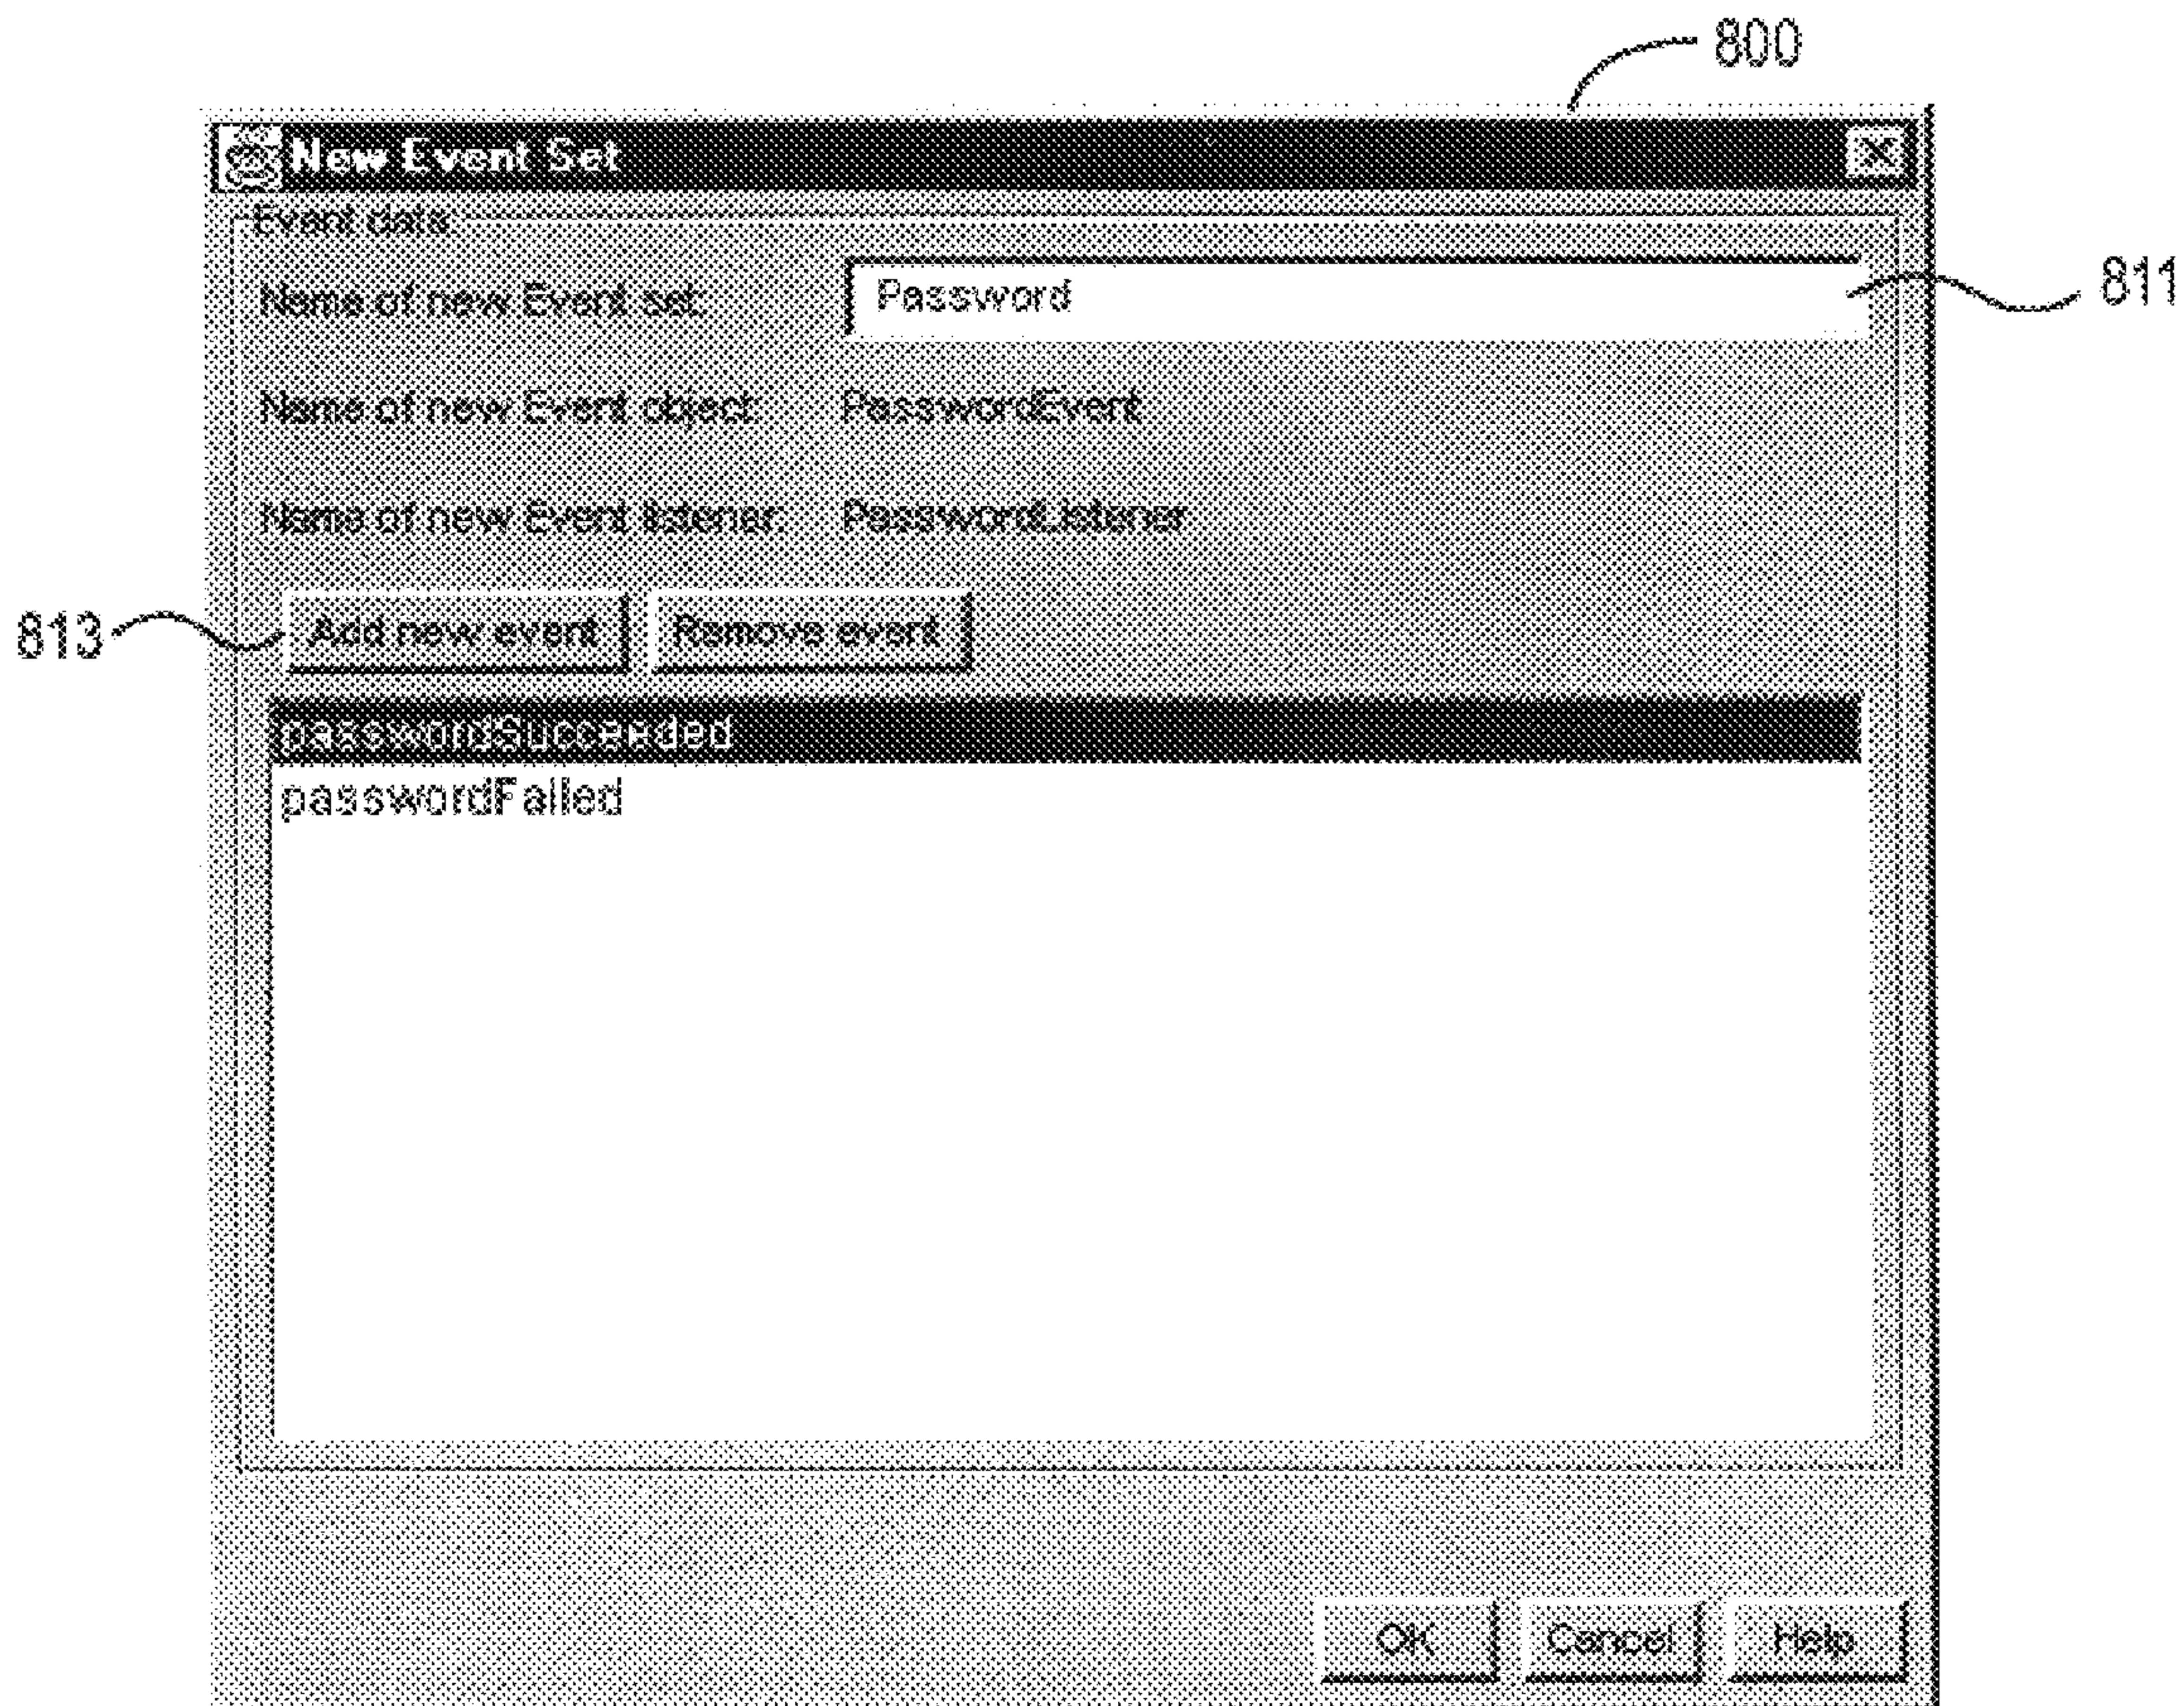 800
New Event Set
Event data:
Name of new Event set: Password
811
Name of new Event object: PasswordEvent
Name of new Event listener: PasswordListener
813
Add new event Remove event
passwordSucceeded
passwordFailed
OK Cancel Help